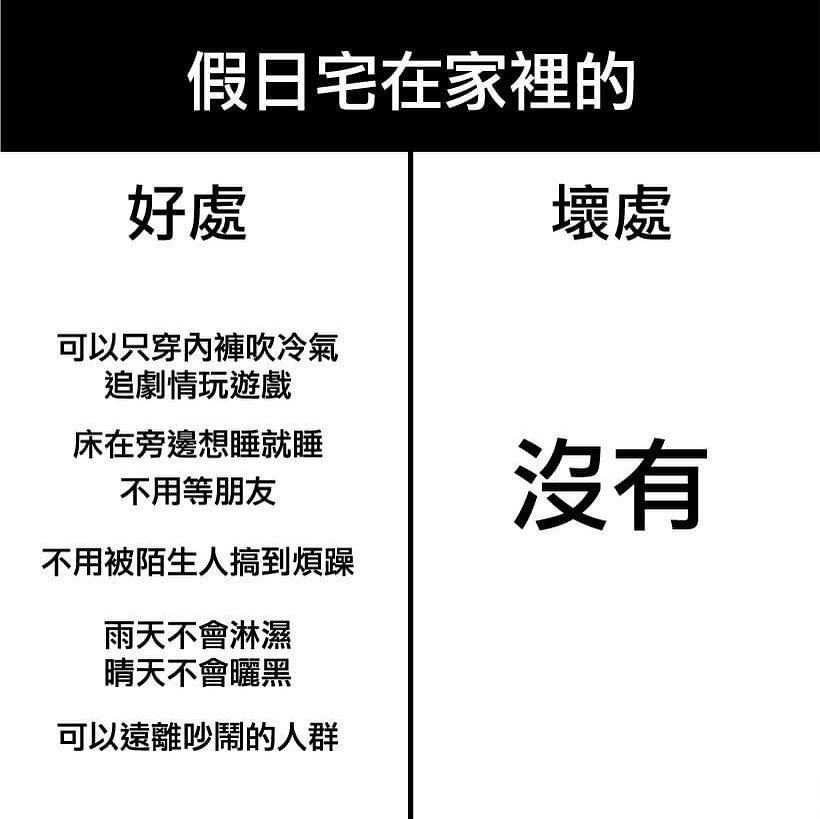 假日宅在家裡的
好處
可以只穿內褲吹冷氣
追劇情玩遊戲
床在旁邊想睡就睡
不用等朋友
不用被陌生人搞到煩躁
雨天不會淋濕
晴天不會曬黑
可以遠離吵鬧的人群
壞處
沒有